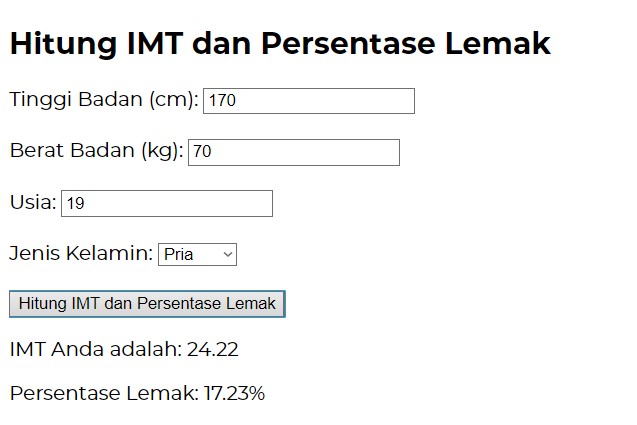 Hitung IMT dan Persentase Lemak
Tinggi Badan (cm): 170
Berat Badan (kg): 70
Usia: 19
Jenis Kelamin: Pria
Hitung IMT dan Persentase Lemak
IMT Anda adalah: 24.22
Persentase Lemak: 17.23%